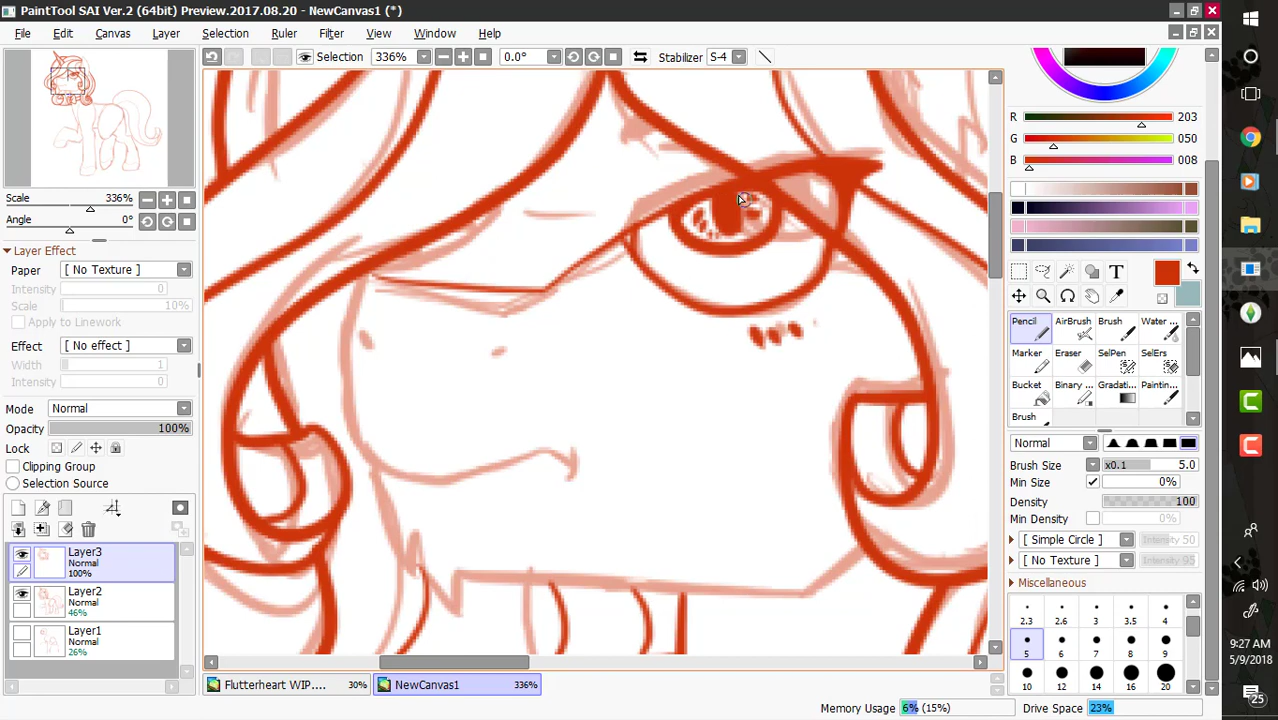 PaintTool SAI Ver.2 (64bit) Preview.2017.08.20 - NewCanvas1 (*)
File Edit Canvas Layer Selection Ruler Filter View Window Help
Selection 336% 0.0° Stabilizer S-4
Scale 336%
Angle 0°
Layer Effect
Paper [ No Texture ]
Intensity 0
Scale 10%
Apply to Linework
Effect [ No effect ]
Width 1
Intensity 0
Mode Normal
Opacity 100%
Lock
Clipping Group
Selection Source
Layer3
Normal
100%
Layer2
Normal
46%
Layer1
Normal
26%
R 203
G 050
B 008
T
Pencil AirBrush Brush Water ...
Marker Eraser SelPen SelErs
Bucket Binary ... Gradati... Paintin...
Brush
Normal
Brush Size x0.1 5.0
Min Size 0%
Density 100
Min Density 0%
[ Simple Circle ] Intensity 50
[ No Texture ] Intensity 95
Miscellaneous
2.3 2.6 3 3.5 4
5 6 7 8 9
10 12 14 16 20
Flutterheart WIP.... 30% NewCanvas1 336%
Memory Usage 6% (15%) Drive Space 23%
9:27 AM
5/9/2018
25